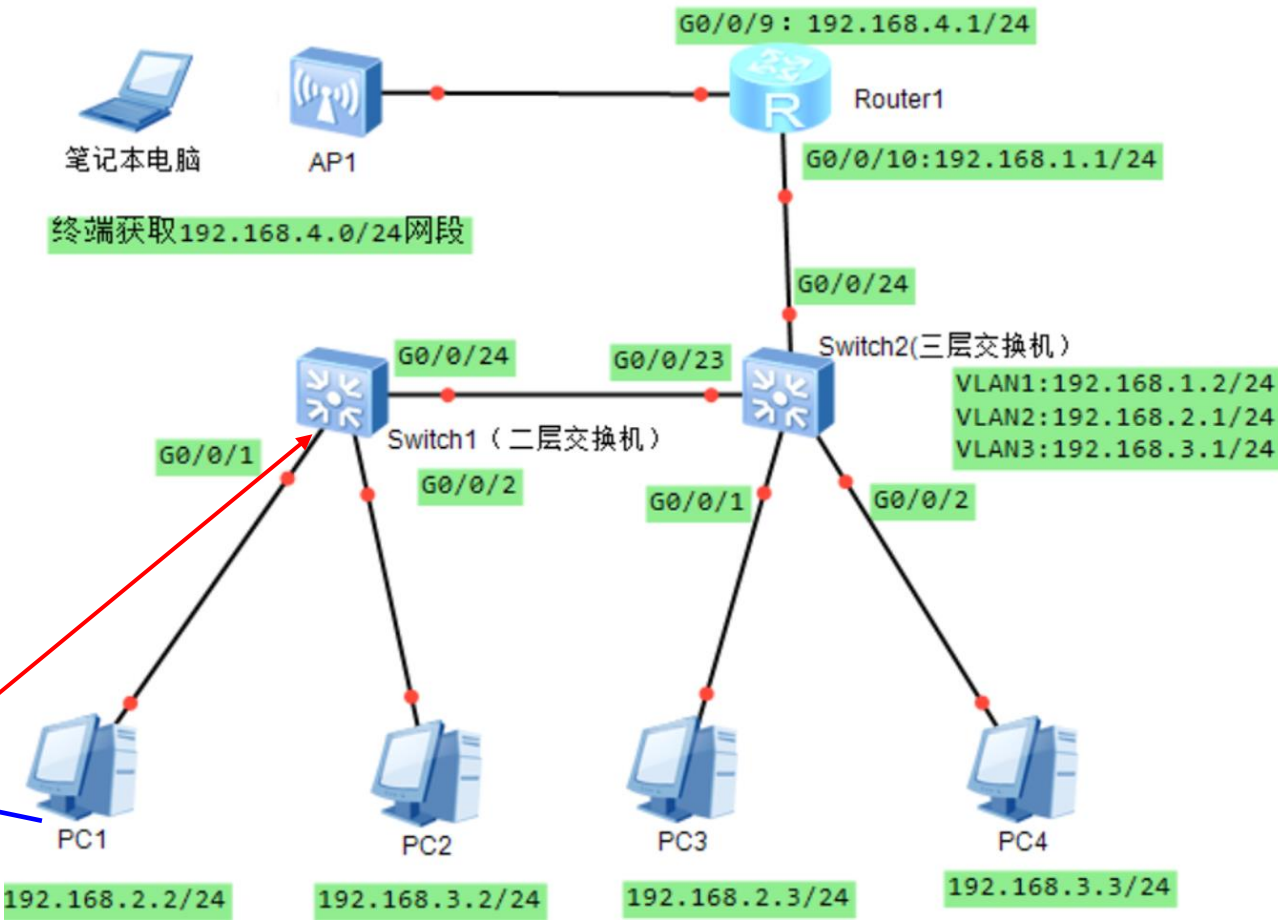 G0/0/9：192.168.4.1/24
Router1
笔记本电脑
AP1
G0/0/10:192.168.1.1/24
终端获取192.168.4.0/24网段
G0/0/24
Switch2(三层交换机）
G0/0/24
G0/0/23
VLAN1:192.168.1.2/24
VLAN2:192.168.2.1/24
VLAN3:192.168.3.1/24
Switch1（二层交换机）
G0/0/1
G0/0/2
G0/0/1
G0/0/2
PC1
PC2
PC3
PC4
192.168.2.2/24
192.168.3.2/24
192.168.2.3/24
192.168.3.3/24